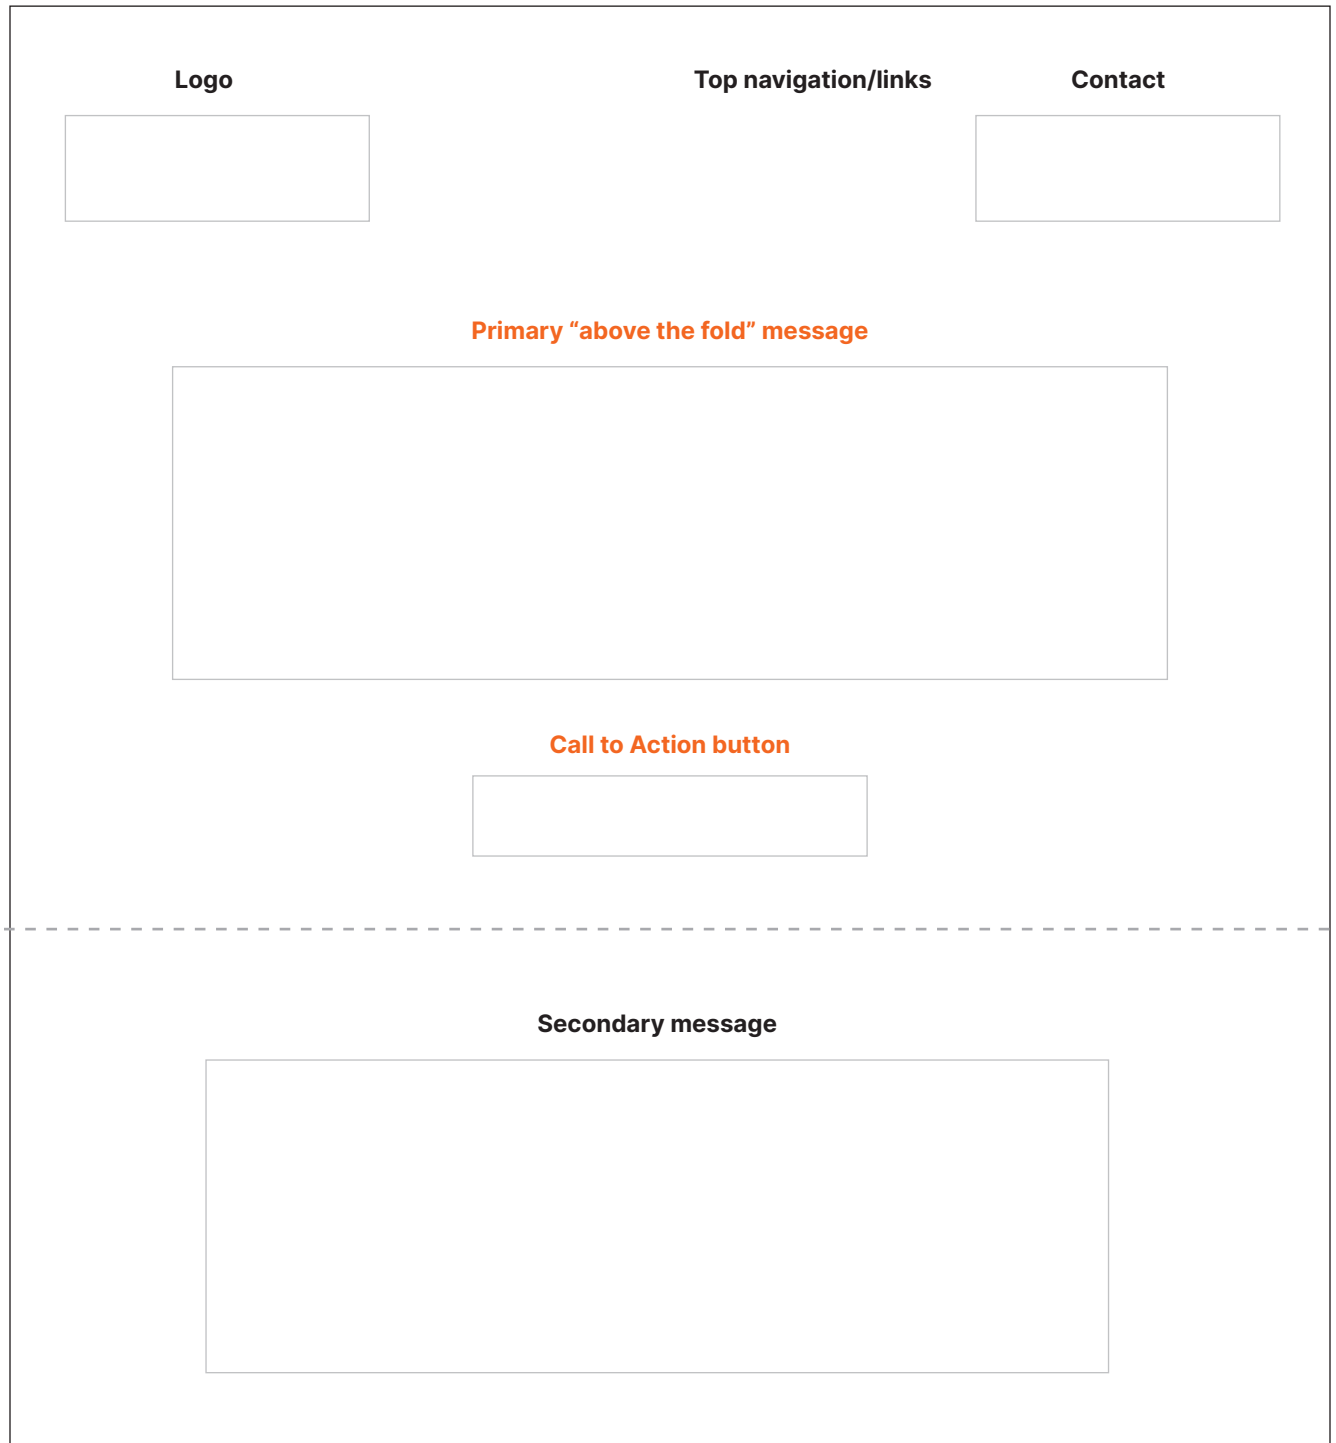 Logo
Top navigation/links
Contact
Primary “above the fold” message
Call to Action button
Secondary message